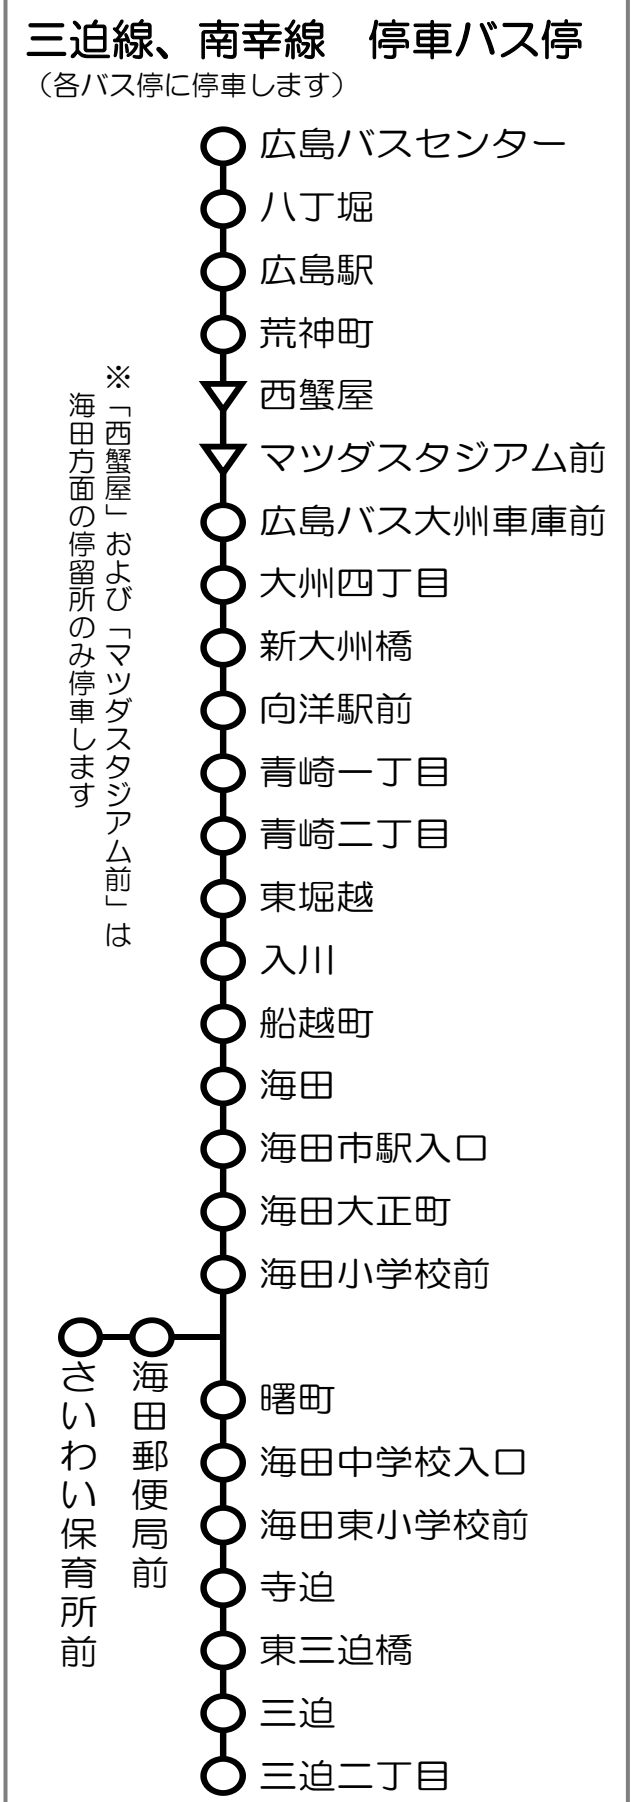 三迫線、南幸線　停車バス停
（各バス停に停車します）
広島バスセンター
八丁堀
広島駅
荒神町
西蟹屋
マツダスタジアム前
広島バス大州車庫前
大州四丁目
新大州橋
向洋駅前
青崎一丁目
青崎二丁目
東堀越
入川
船越町
海田
海田市駅入口
海田大正町
海田小学校前
※「西蟹屋」および「マツダスタジアム前」は
海田方面の停留所のみ停車します
海田郵便局前
さいわい保育所前
曙町
海田中学校入口
海田東小学校前
寺迫
東三迫橋
三迫
三迫二丁目